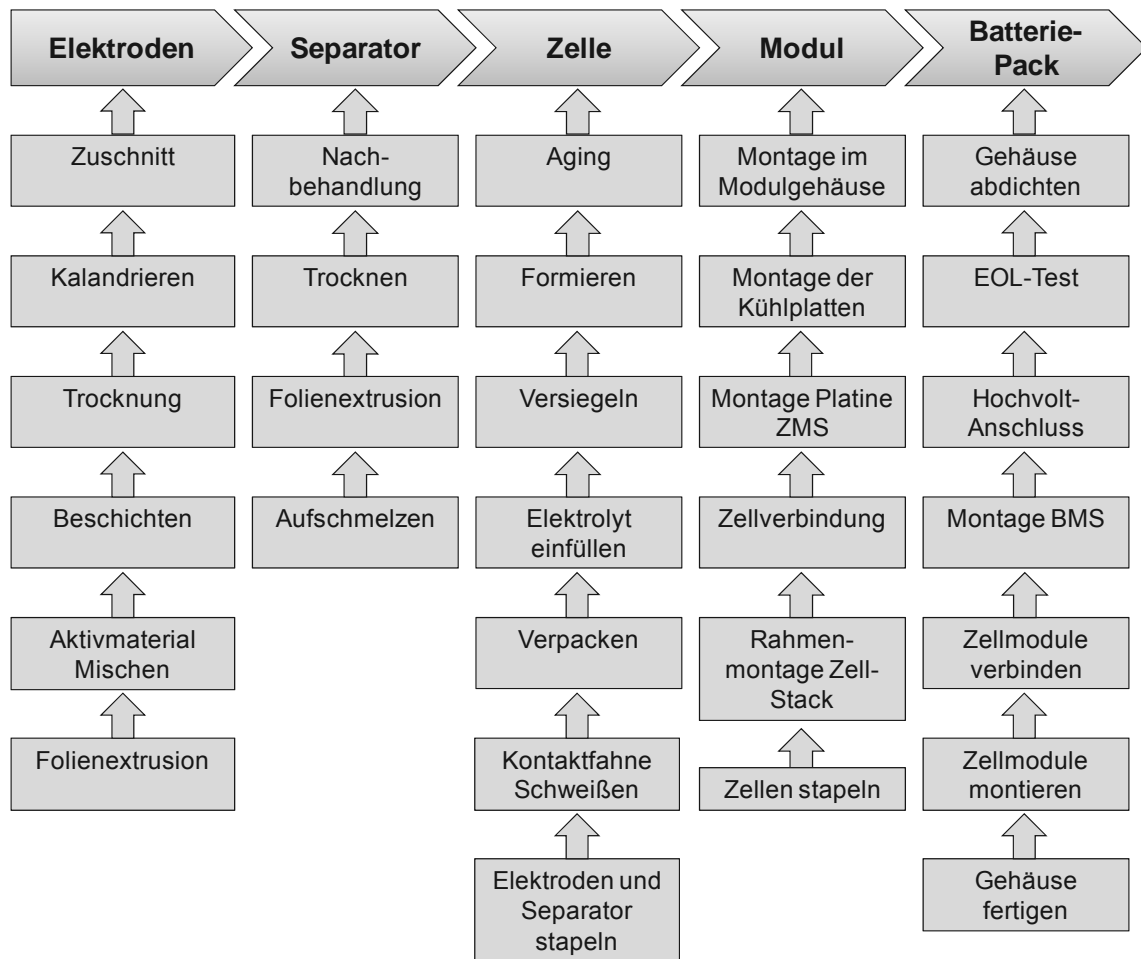 Elektroden
Separator
Zelle
Modul
Batterie-
Pack
Zuschnitt
Kalandrieren
Trocknung
Beschichten
Aktivmaterial
Mischen
Folienextrusion
Nach-
behandlung
Trocknen
Folienextrusion
Aufschmelzen
Aging
Formieren
Versiegeln
Elektrolyt
einfüllen
Verpacken
Kontaktfahne
Schweißen
Elektroden und
Separator
stapeln
Montage im
Modulgehäuse
Montage der
Kühlplatten
Montage Platine
ZMS
Zellverbindung
Rahmen-
montage Zell-
Stack
Zellen stapeln
Gehäuse
abdichten
EOL-Test
Hochvolt-
Anschluss
Montage BMS
Zellmodule
verbinden
Zellmodule
montieren
Gehäuse
fertigen